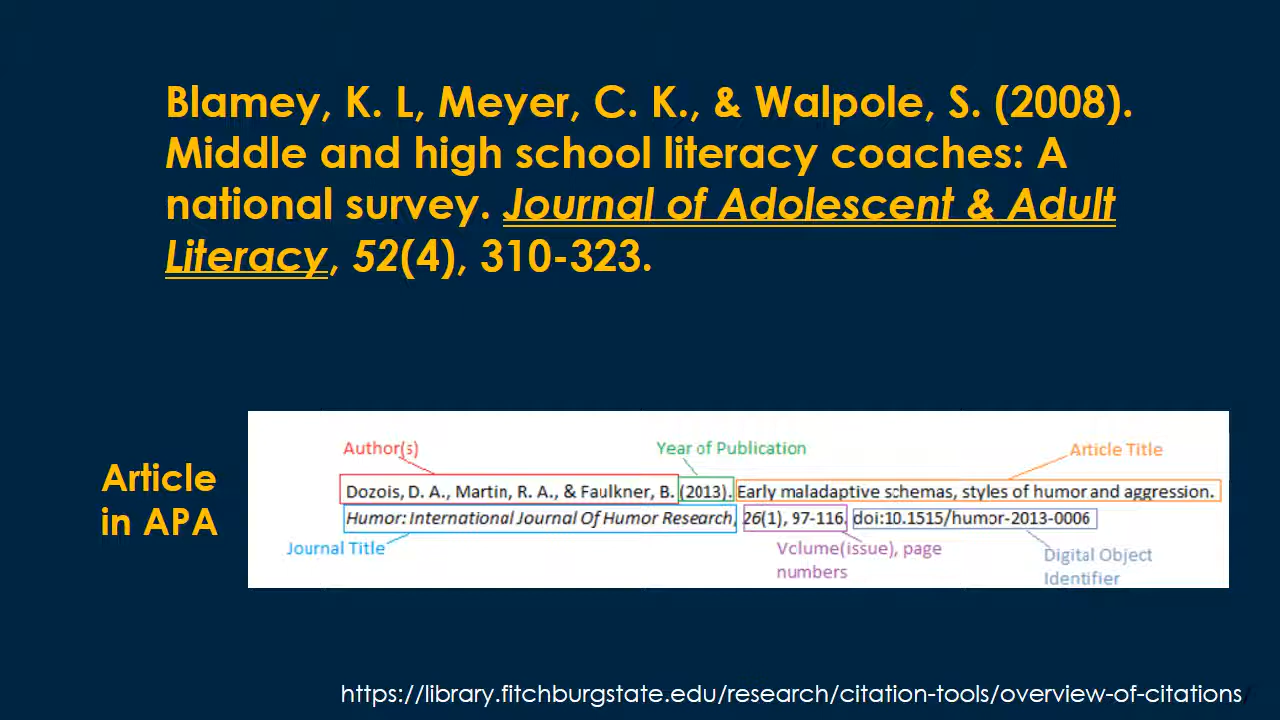 Blamey, K. L, Meyer, C. K., & Walpole, S. (2008).
Middle and high school literacy coaches: A
national survey. Journal of Adolescent & Adult
Literacy, 52(4), 310-323.
Article
in APA
Author(s)
Year of Publication
Article Title
Dozois, D. A., Martin, R. A., & Faulkner, B. (2013). Early maladaptive schemas, styles of humor and aggression.
Humor: International Journal Of Humor Research, 26(1), 97-116. doi:10.1515/humor-2013-0006
Journal Title
Volume(issue), page
numbers
Digital Object
Identifier
https://library.fitchburgstate.edu/research/citation-tools/overview-of-citations/